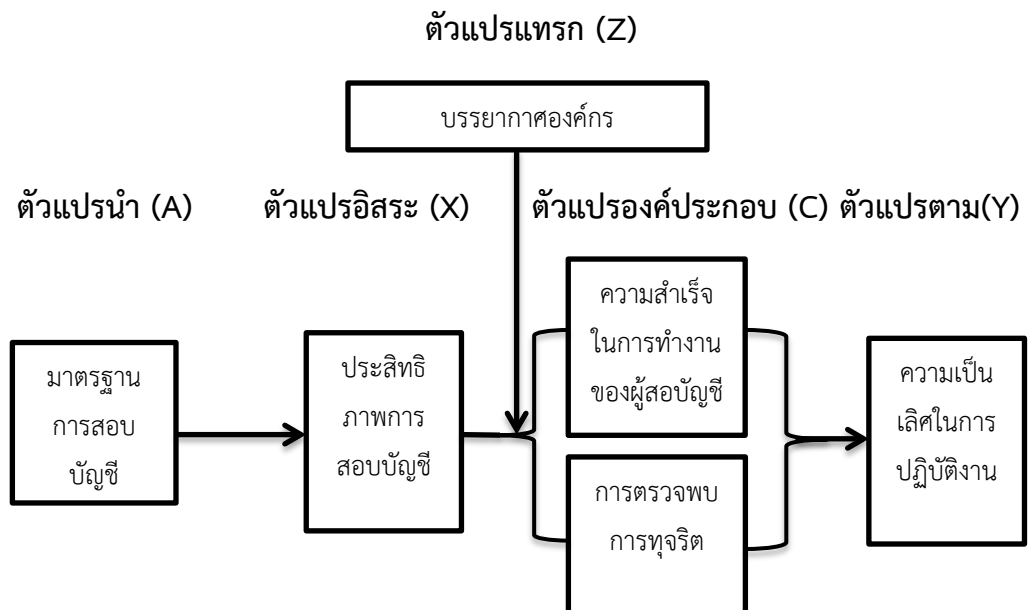 ตัวแปรแทรก (Z)
บรรยากาศองค์กร
ตัวแปรนำ (A)
ตัวแปรอิสระ (X)
ตัวแปรองค์ประกอบ (C)
ตัวแปรตาม(Y)
มาตรฐาน
การสอบ
บัญชี
ประสิทธิ
ภาพการ
สอบบัญชี
ความสำเร็จ
ในการทำงาน
ของผู้สอบัญชี
การตรวจพบ
การทุจริต
ความเป็น
เลิศในการ
ปฏิบัติงาน